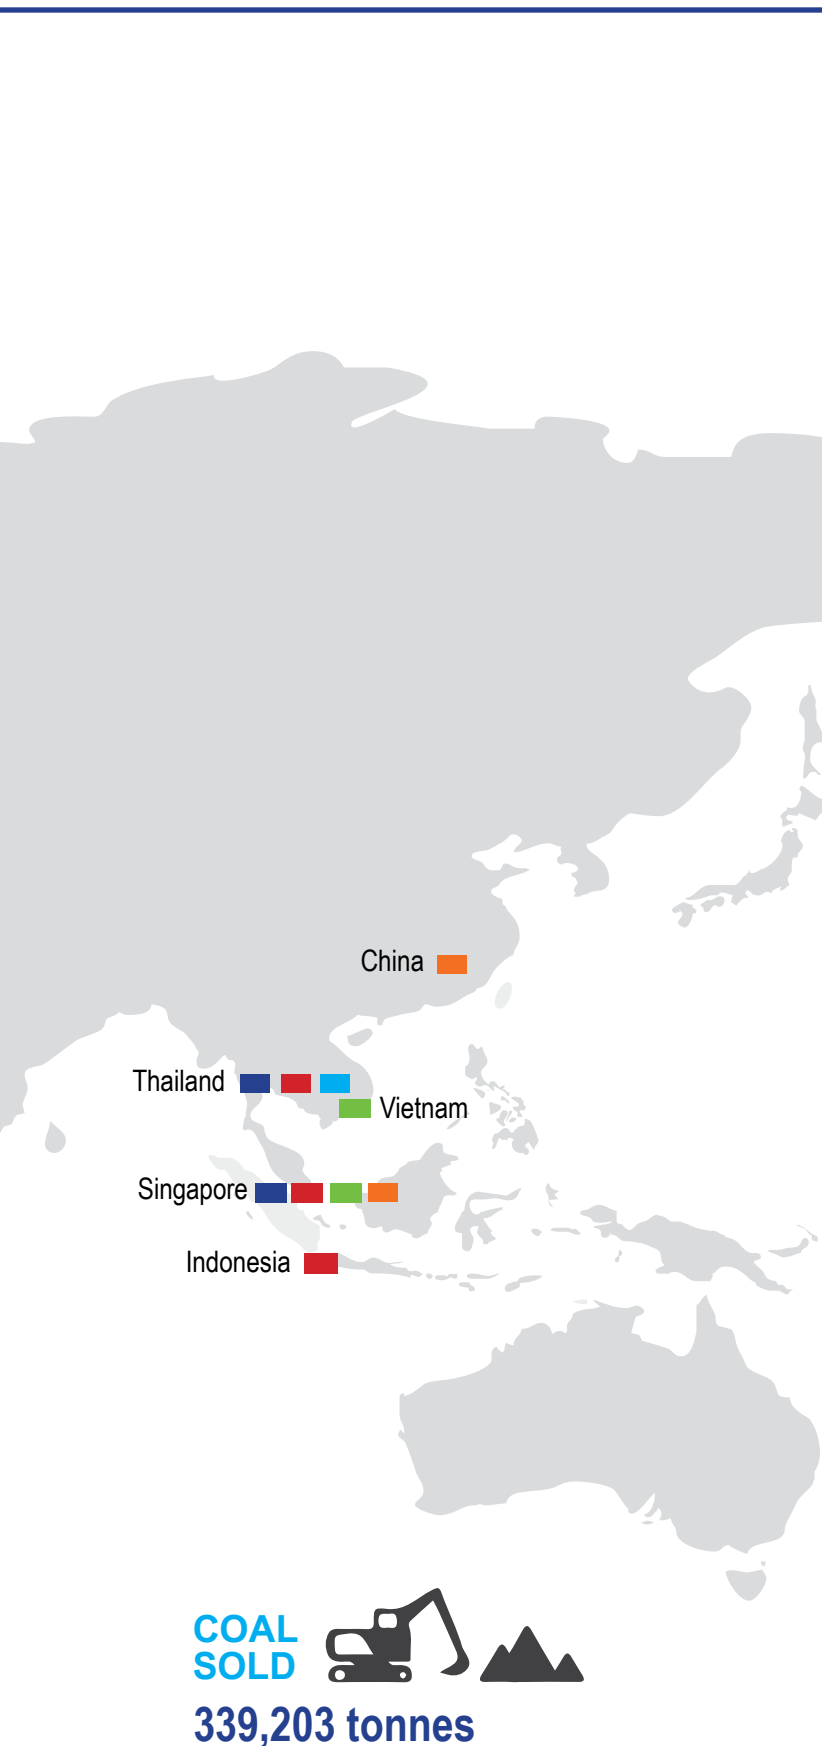 China
Thailand
Vietnam
Singapore
Indonesia
COAL
SOLD
339,203 tonnes